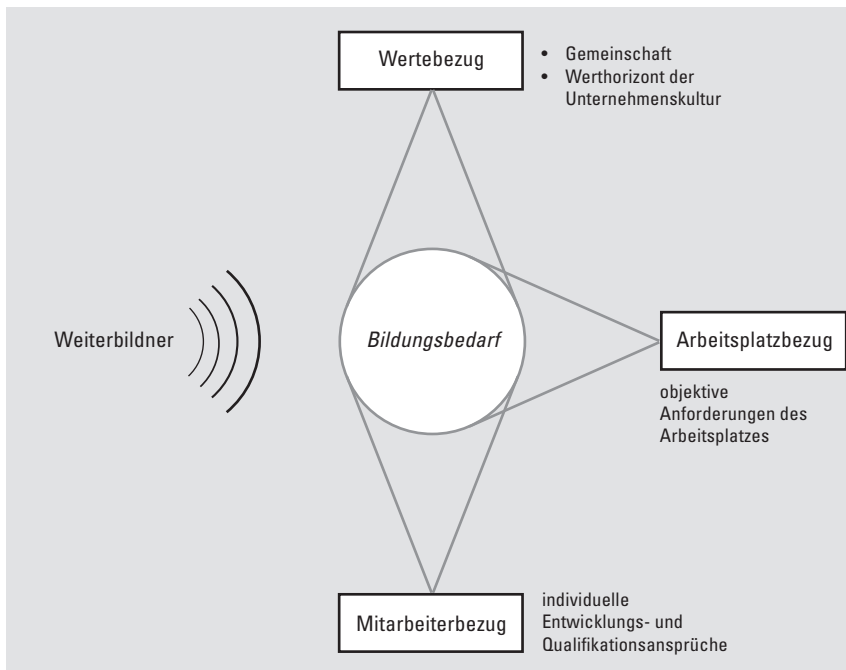 Wertebezug
• Gemeinschaft
• Werthorizont der
Unternehmenskultur
Weiterbildner
Bildungsbedarf
Arbeitsplatzbezug
objektive
Anforderungen des
Arbeitsplatzes
Mitarbeiterbezug
individuelle
Entwicklungs- und
Qualifikationsansprüche